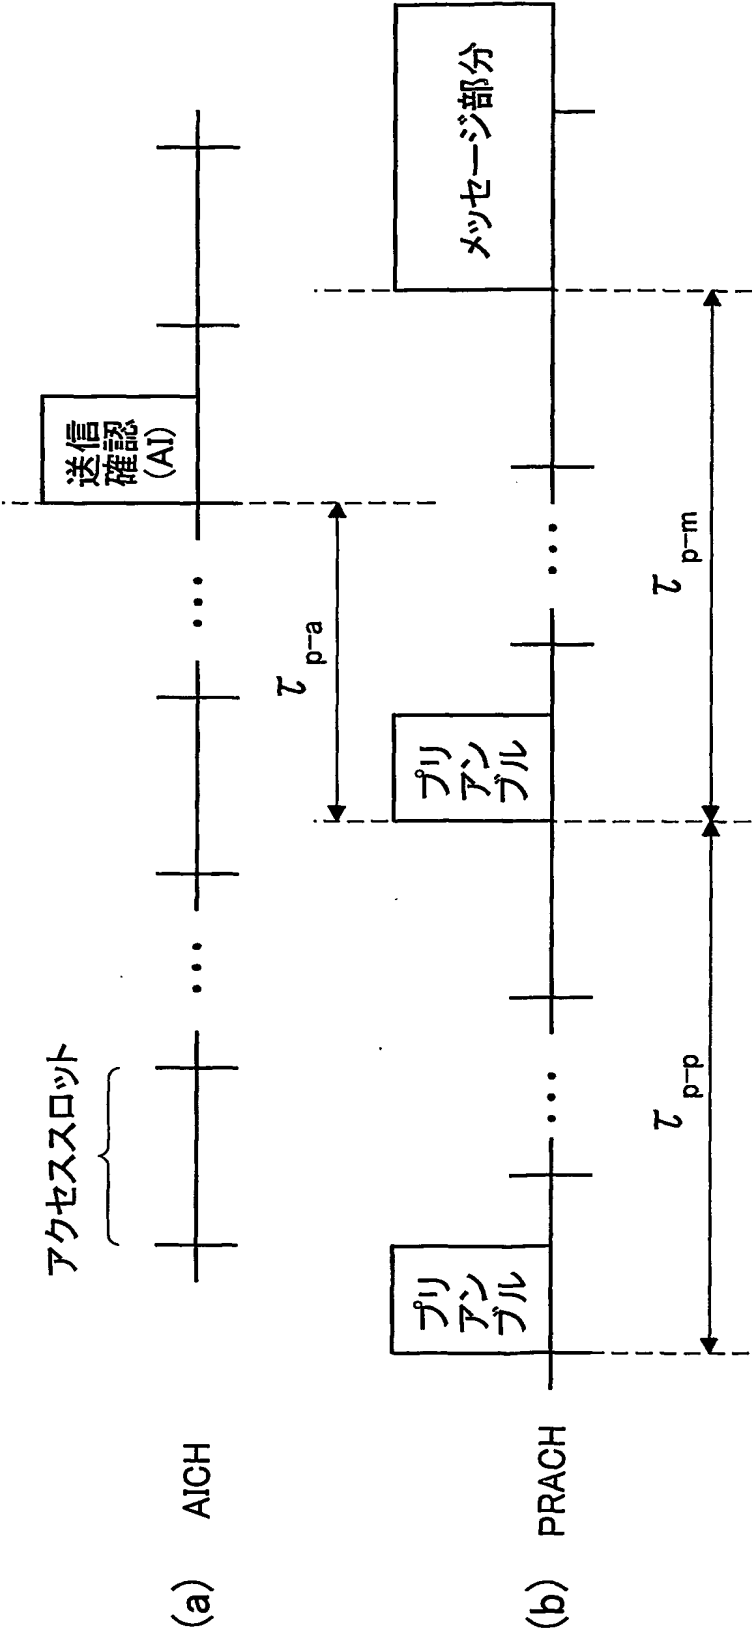 (a) AICH
アクセススロット
送信
確認
(AI)
τ p-a
(b) PRACH
プリ
アン
ブル
プリ
アン
ブル
メッセージ部分
τ p-p
τ p-m